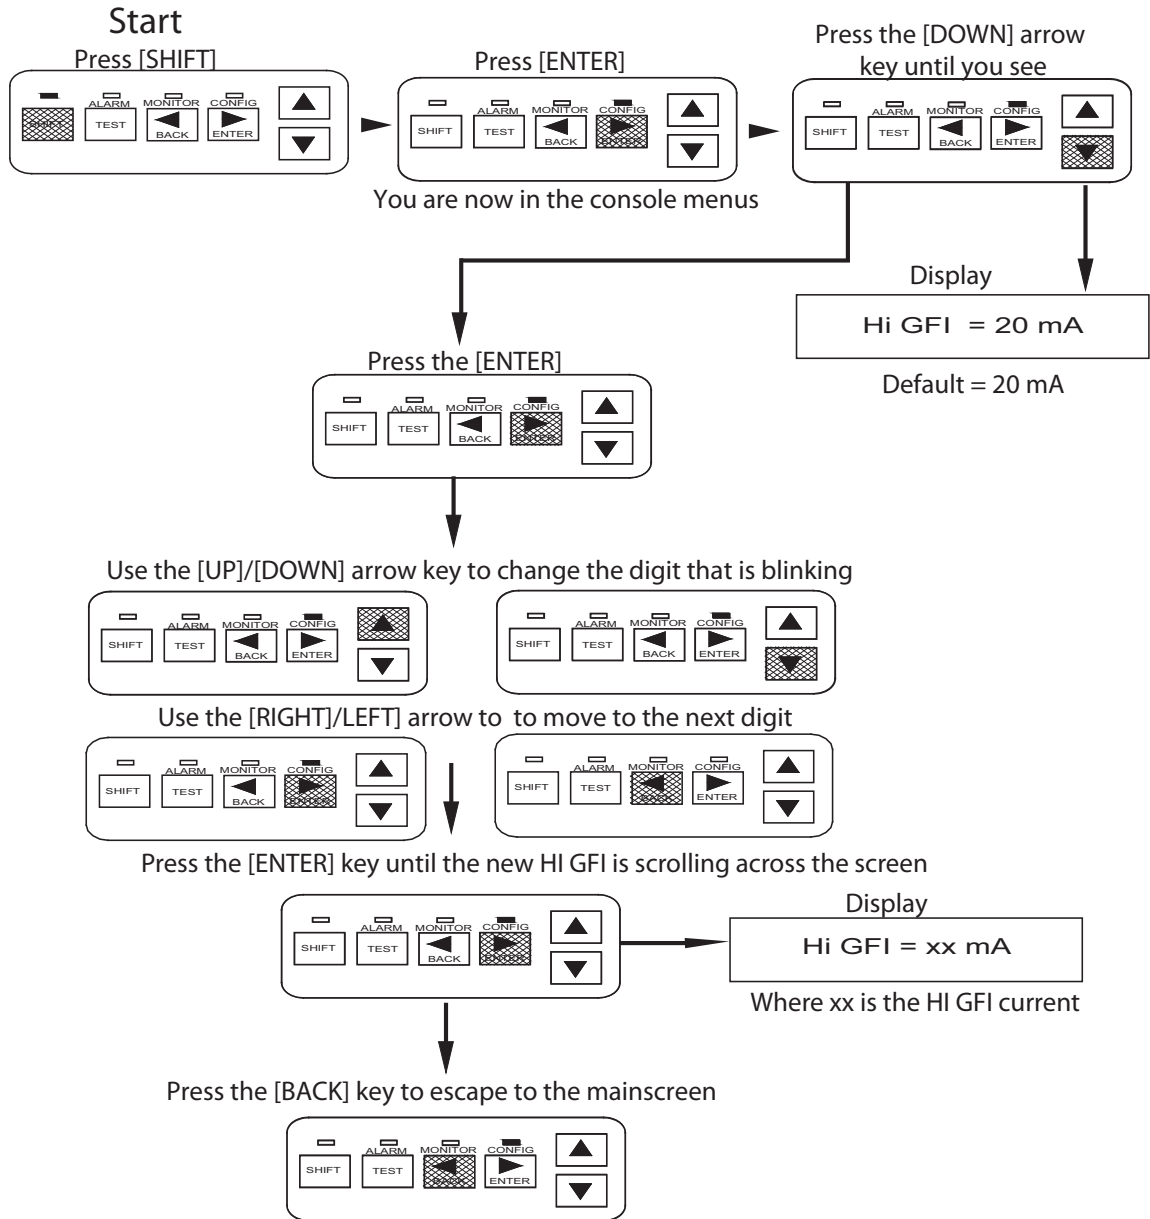 Start
Press [SHIFT]
Press [ENTER]
Press the [DOWN] arrow
key until you see
ALARM MONITOR CONFIG
TEST BACK ENTER
ALARM MONITOR CONFIG
SHIFT TEST BACK ENTER
ALARM MONITOR CONFIG
SHIFT TEST BACK ENTER
You are now in the console menus
Display
Hi GFI = 20 mA
Default = 20 mA
Press the [ENTER]
ALARM MONITOR CONFIG
SHIFT TEST BACK ENTER
Use the [UP]/[DOWN] arrow key to change the digit that is blinking
ALARM MONITOR CONFIG
SHIFT TEST BACK ENTER
ALARM MONITOR CONFIG
SHIFT TEST BACK ENTER
Use the [RIGHT]/LEFT] arrow to to move to the next digit
ALARM MONITOR CONFIG
SHIFT TEST BACK ENTER
ALARM MONITOR CONFIG
SHIFT TEST BACK ENTER
Press the [ENTER] key until the new HI GFI is scrolling across the screen
ALARM MONITOR CONFIG
SHIFT TEST BACK ENTER
Display
Hi GFI = xx mA
Where xx is the HI GFI current
Press the [BACK] key to escape to the mainscreen
ALARM MONITOR CONFIG
SHIFT TEST BACK ENTER